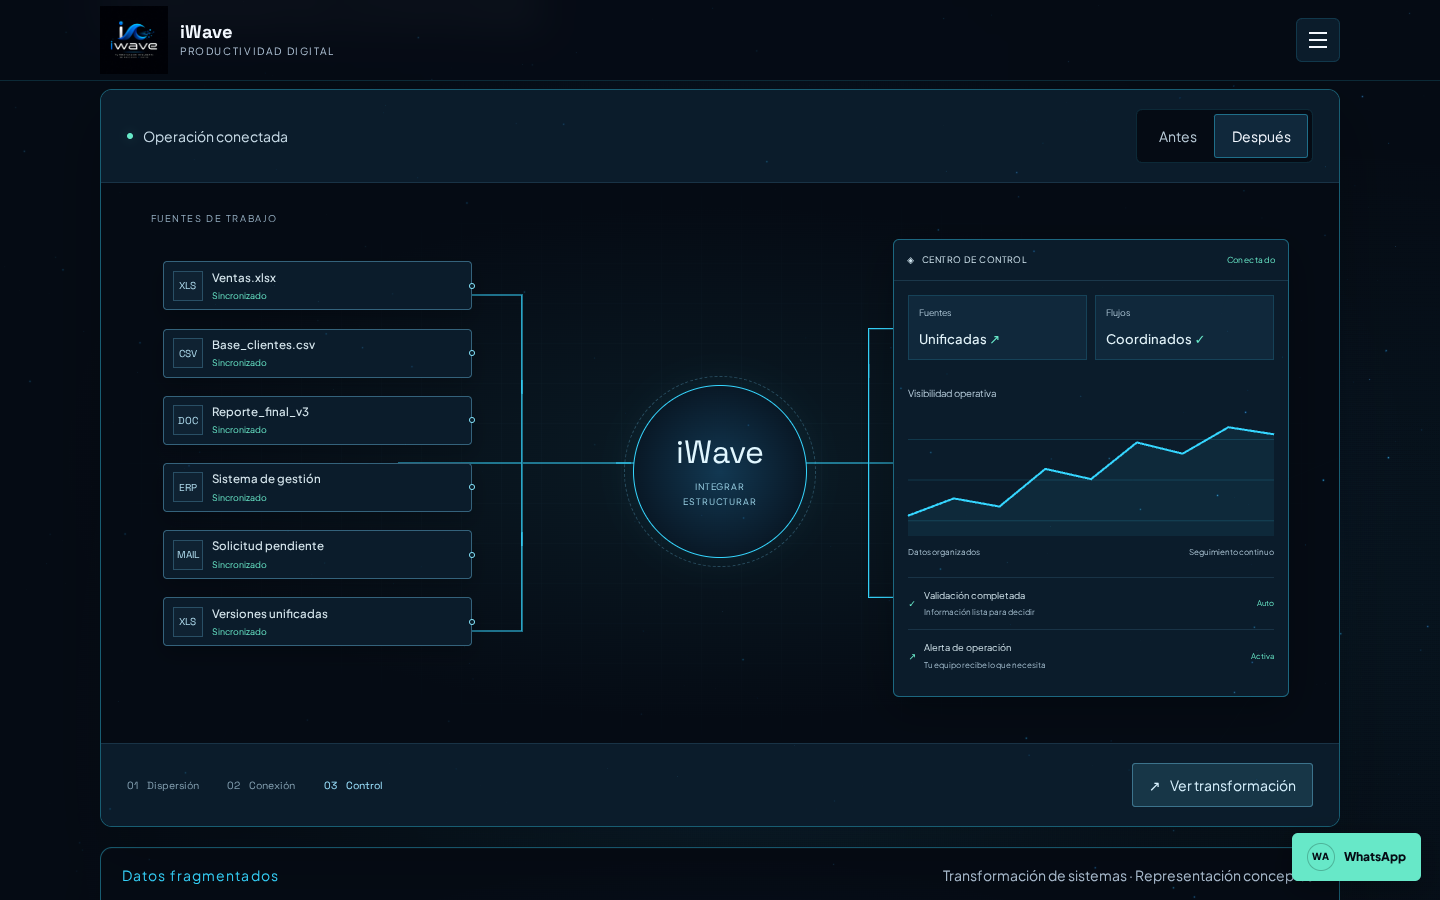 iwave
iWave
PRODUCTIVIDAD DIGITAL
Operación conectada
Antes
Después
FUENTES DE TRABAJO
XLS
Ventas.xlsx
Sincronizado
CSV
Base_clientes.csv
Sincronizado
DOC
Reporte_final_v3
Sincronizado
ERP
Sistema de gestión
Sincronizado
MAIL
Solicitud pendiente
Sincronizado
XLS
Versiones unificadas
Sincronizado
iWave
INTEGRAR
ESTRUCTURAR
◈ CENTRO DE CONTROL
Conectado
Fuentes
Unificadas ↗
Flujos
Coordinados ✓
Visibilidad operativa
Datos organizados
Seguimiento continuo
✓ Validación completada
Información lista para decidir
Auto
↗ Alerta de operación
Tu equipo recibe lo que necesita
Activa
01 Dispersión
02 Conexión
03 Control
↗ Ver transformación
Datos fragmentados
Transformación de sistemas · Representación
WA WhatsApp